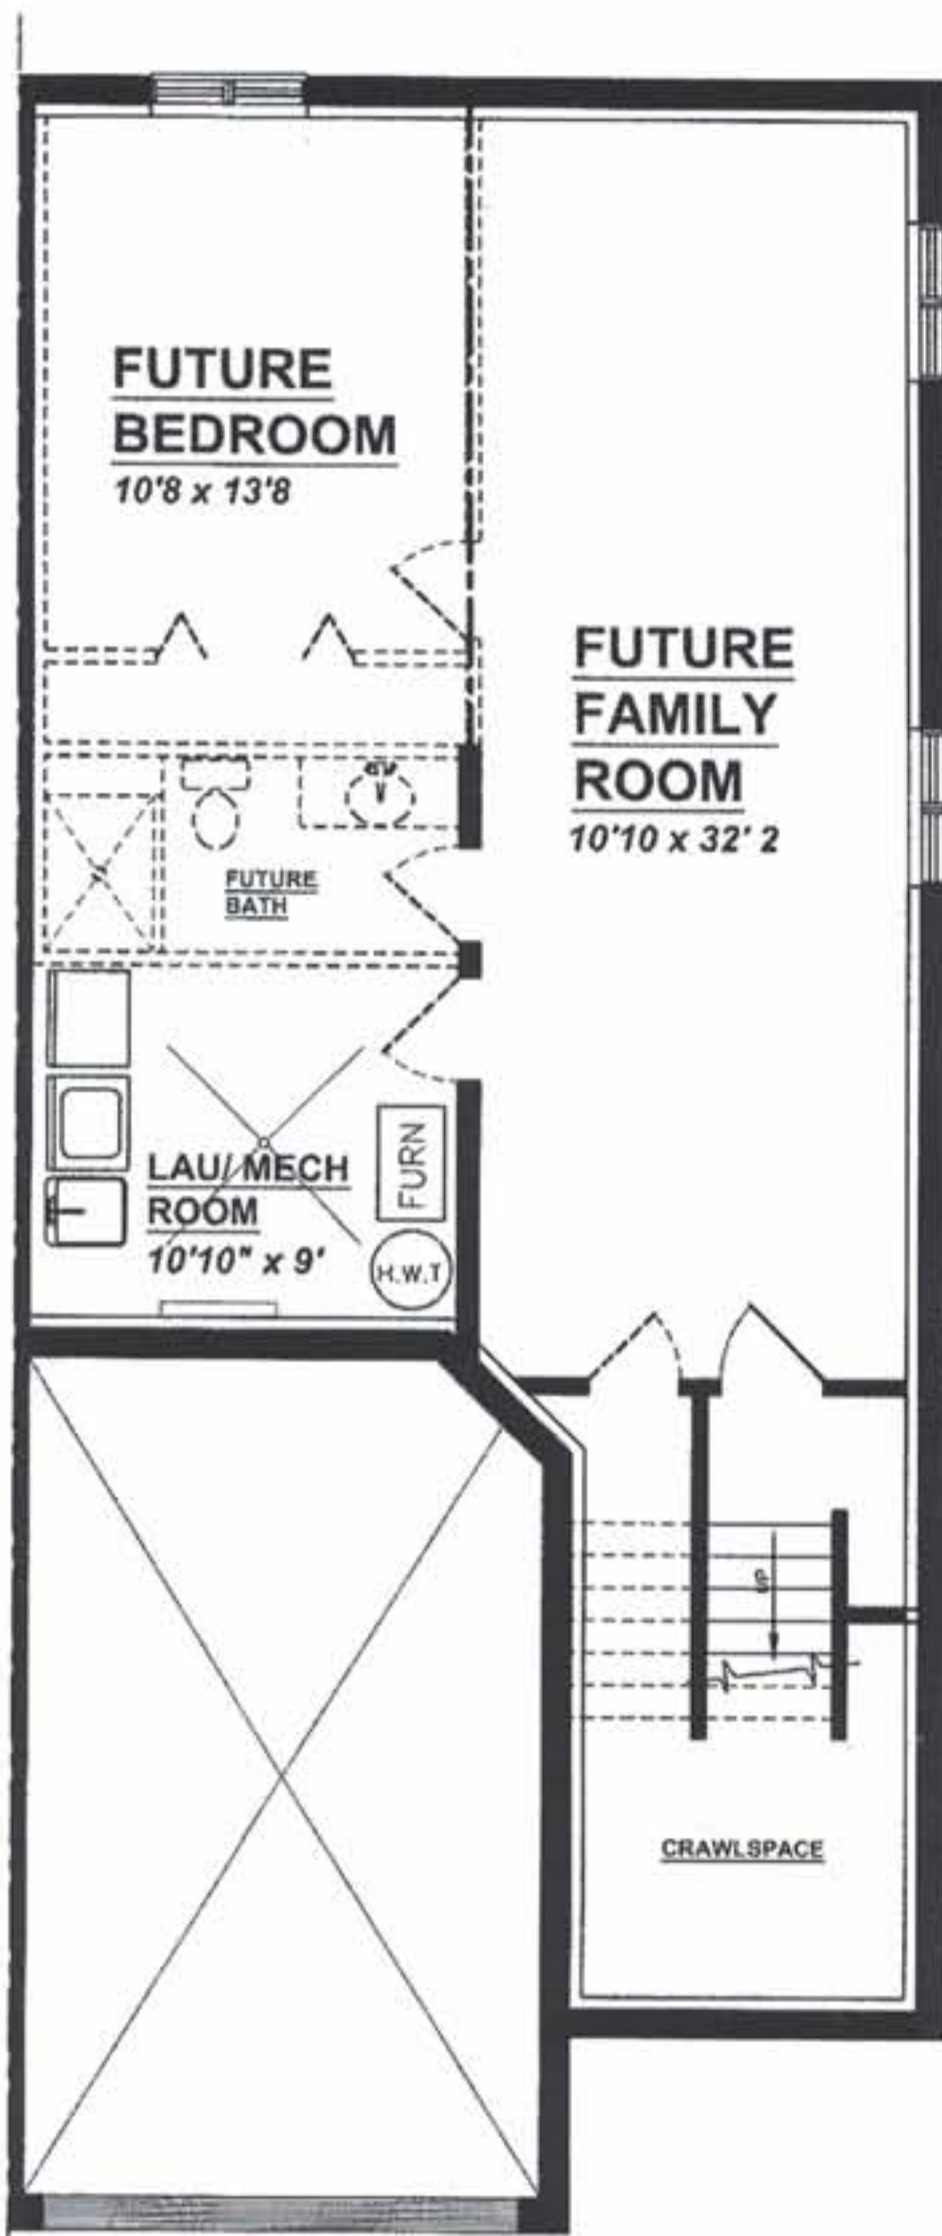 FUTURE
BEDROOM
10'8 x 13'8
FUTURE
FAMILY
ROOM
10'10 x 32' 2
FUTURE
BATH
FURN
LAU/ MECH
ROOM
10'10" x 9'
H.W.T
CRAWLSPACE